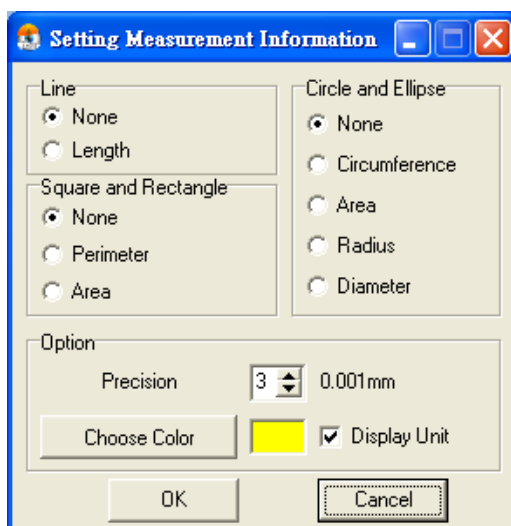 Setting Measurement Information
Line
None
Length
Square and Rectangle
None
Perimeter
Area
Circle and Ellipse
None
Circumference
Area
Radius
Diameter
Option
Precision 3 0.001mm
Choose Color Display Unit
OK Cancel